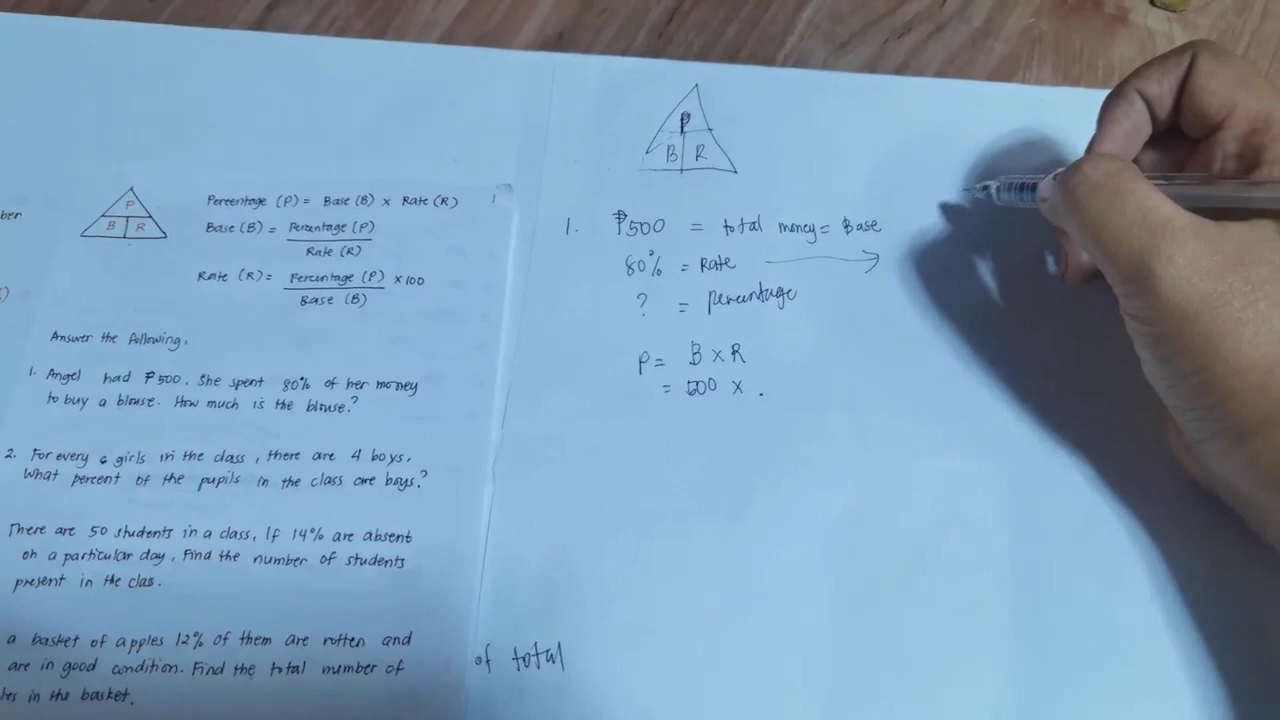 ber
)
P
B R
Percentage (P) = Base (B) × Rate (R)
Base (B) = Percentage (P)
Rate (R)
Rate (R) = Percentage (P) × 100
Base (B)
Answer the following:
1. Angel had ₱500. She spent 80% of her money
to buy a blouse. How much is the blouse?
2. For every 6 girls in the class, there are 4 boys.
What percent of the pupils in the class are boys?
There are 50 students in a class, If 14% are absent
on a particular day, Find the number of students
present in the clas.
a basket of apples 12% of them are rotten and
are in good condition. Find the total number of
les in the basket.
P
B R
1. ₱500 = total money = Base
80% = Rate →
? = percentage
P = B × R
= 500 × .
of total